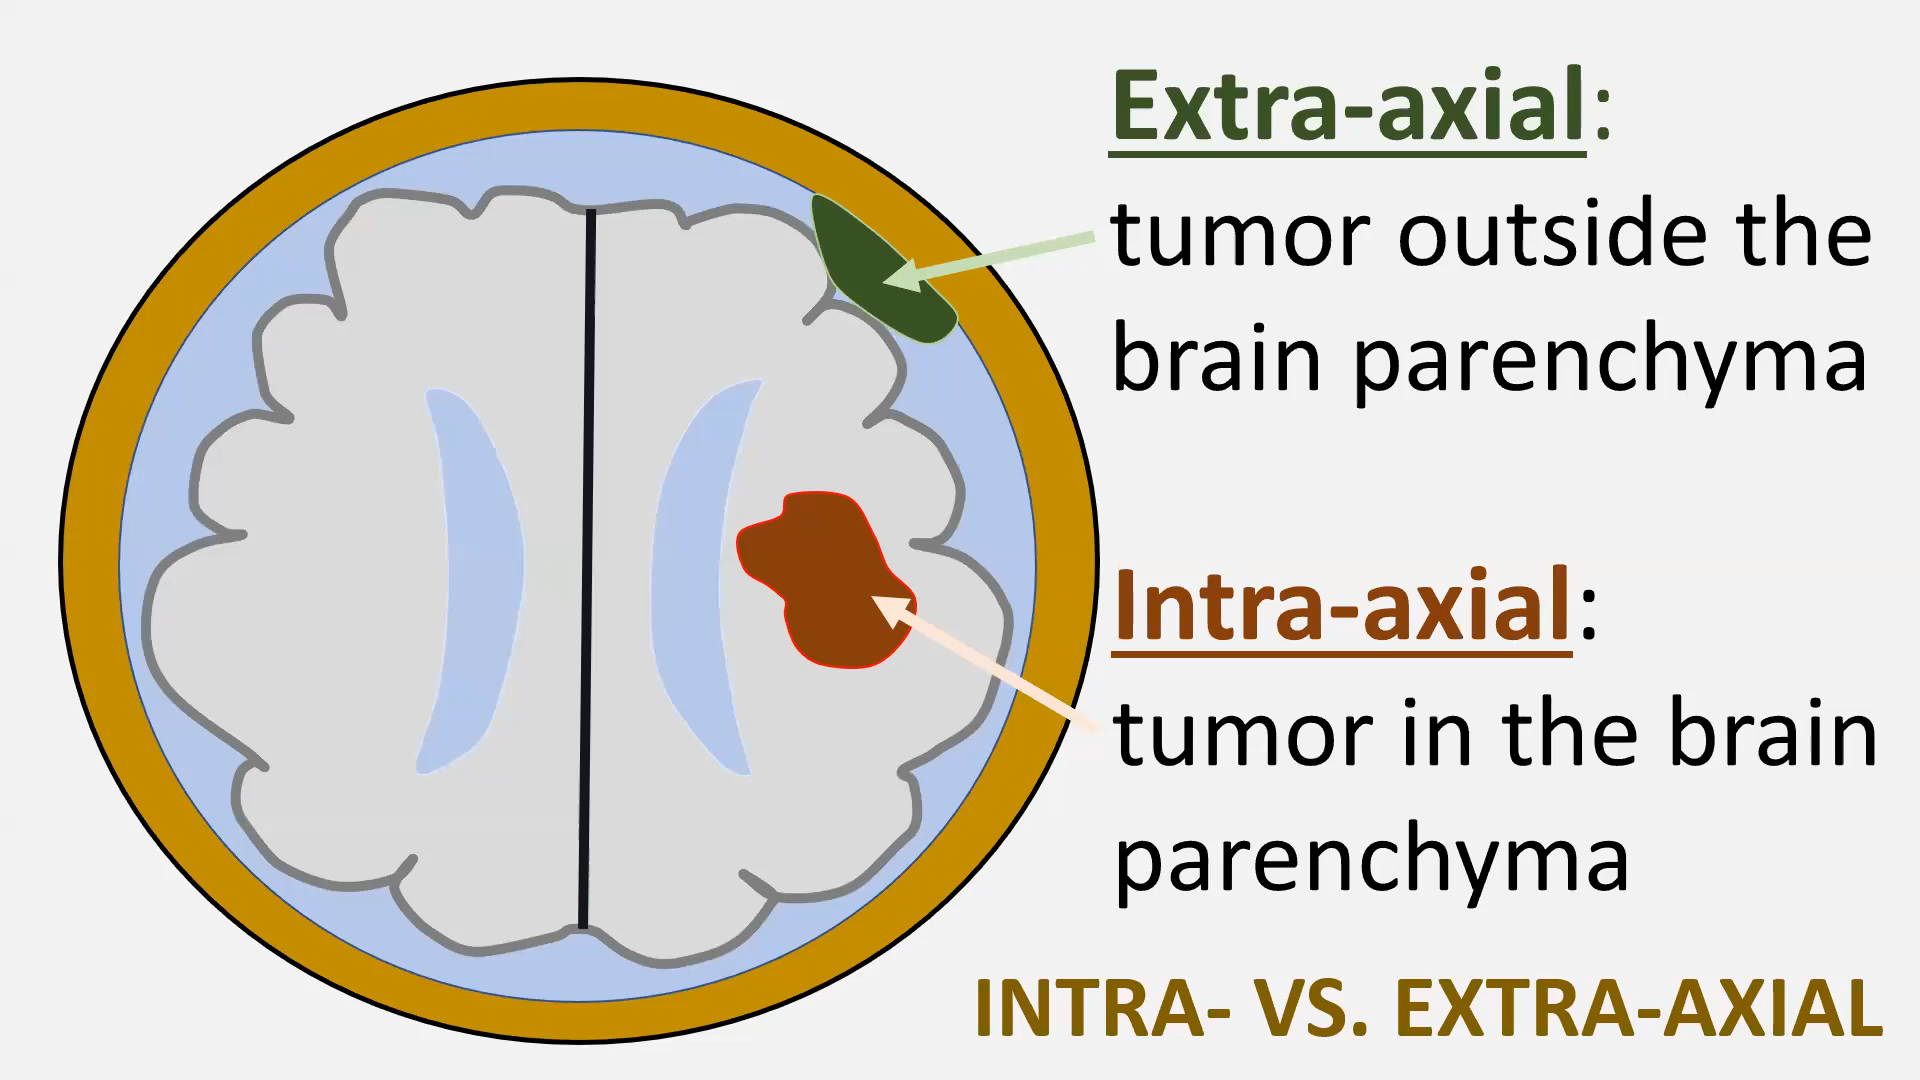 Extra-axial:
tumor outside the
brain parenchyma
Intra-axial:
tumor in the brain
parenchyma
INTRA- VS. EXTRA-AXIAL